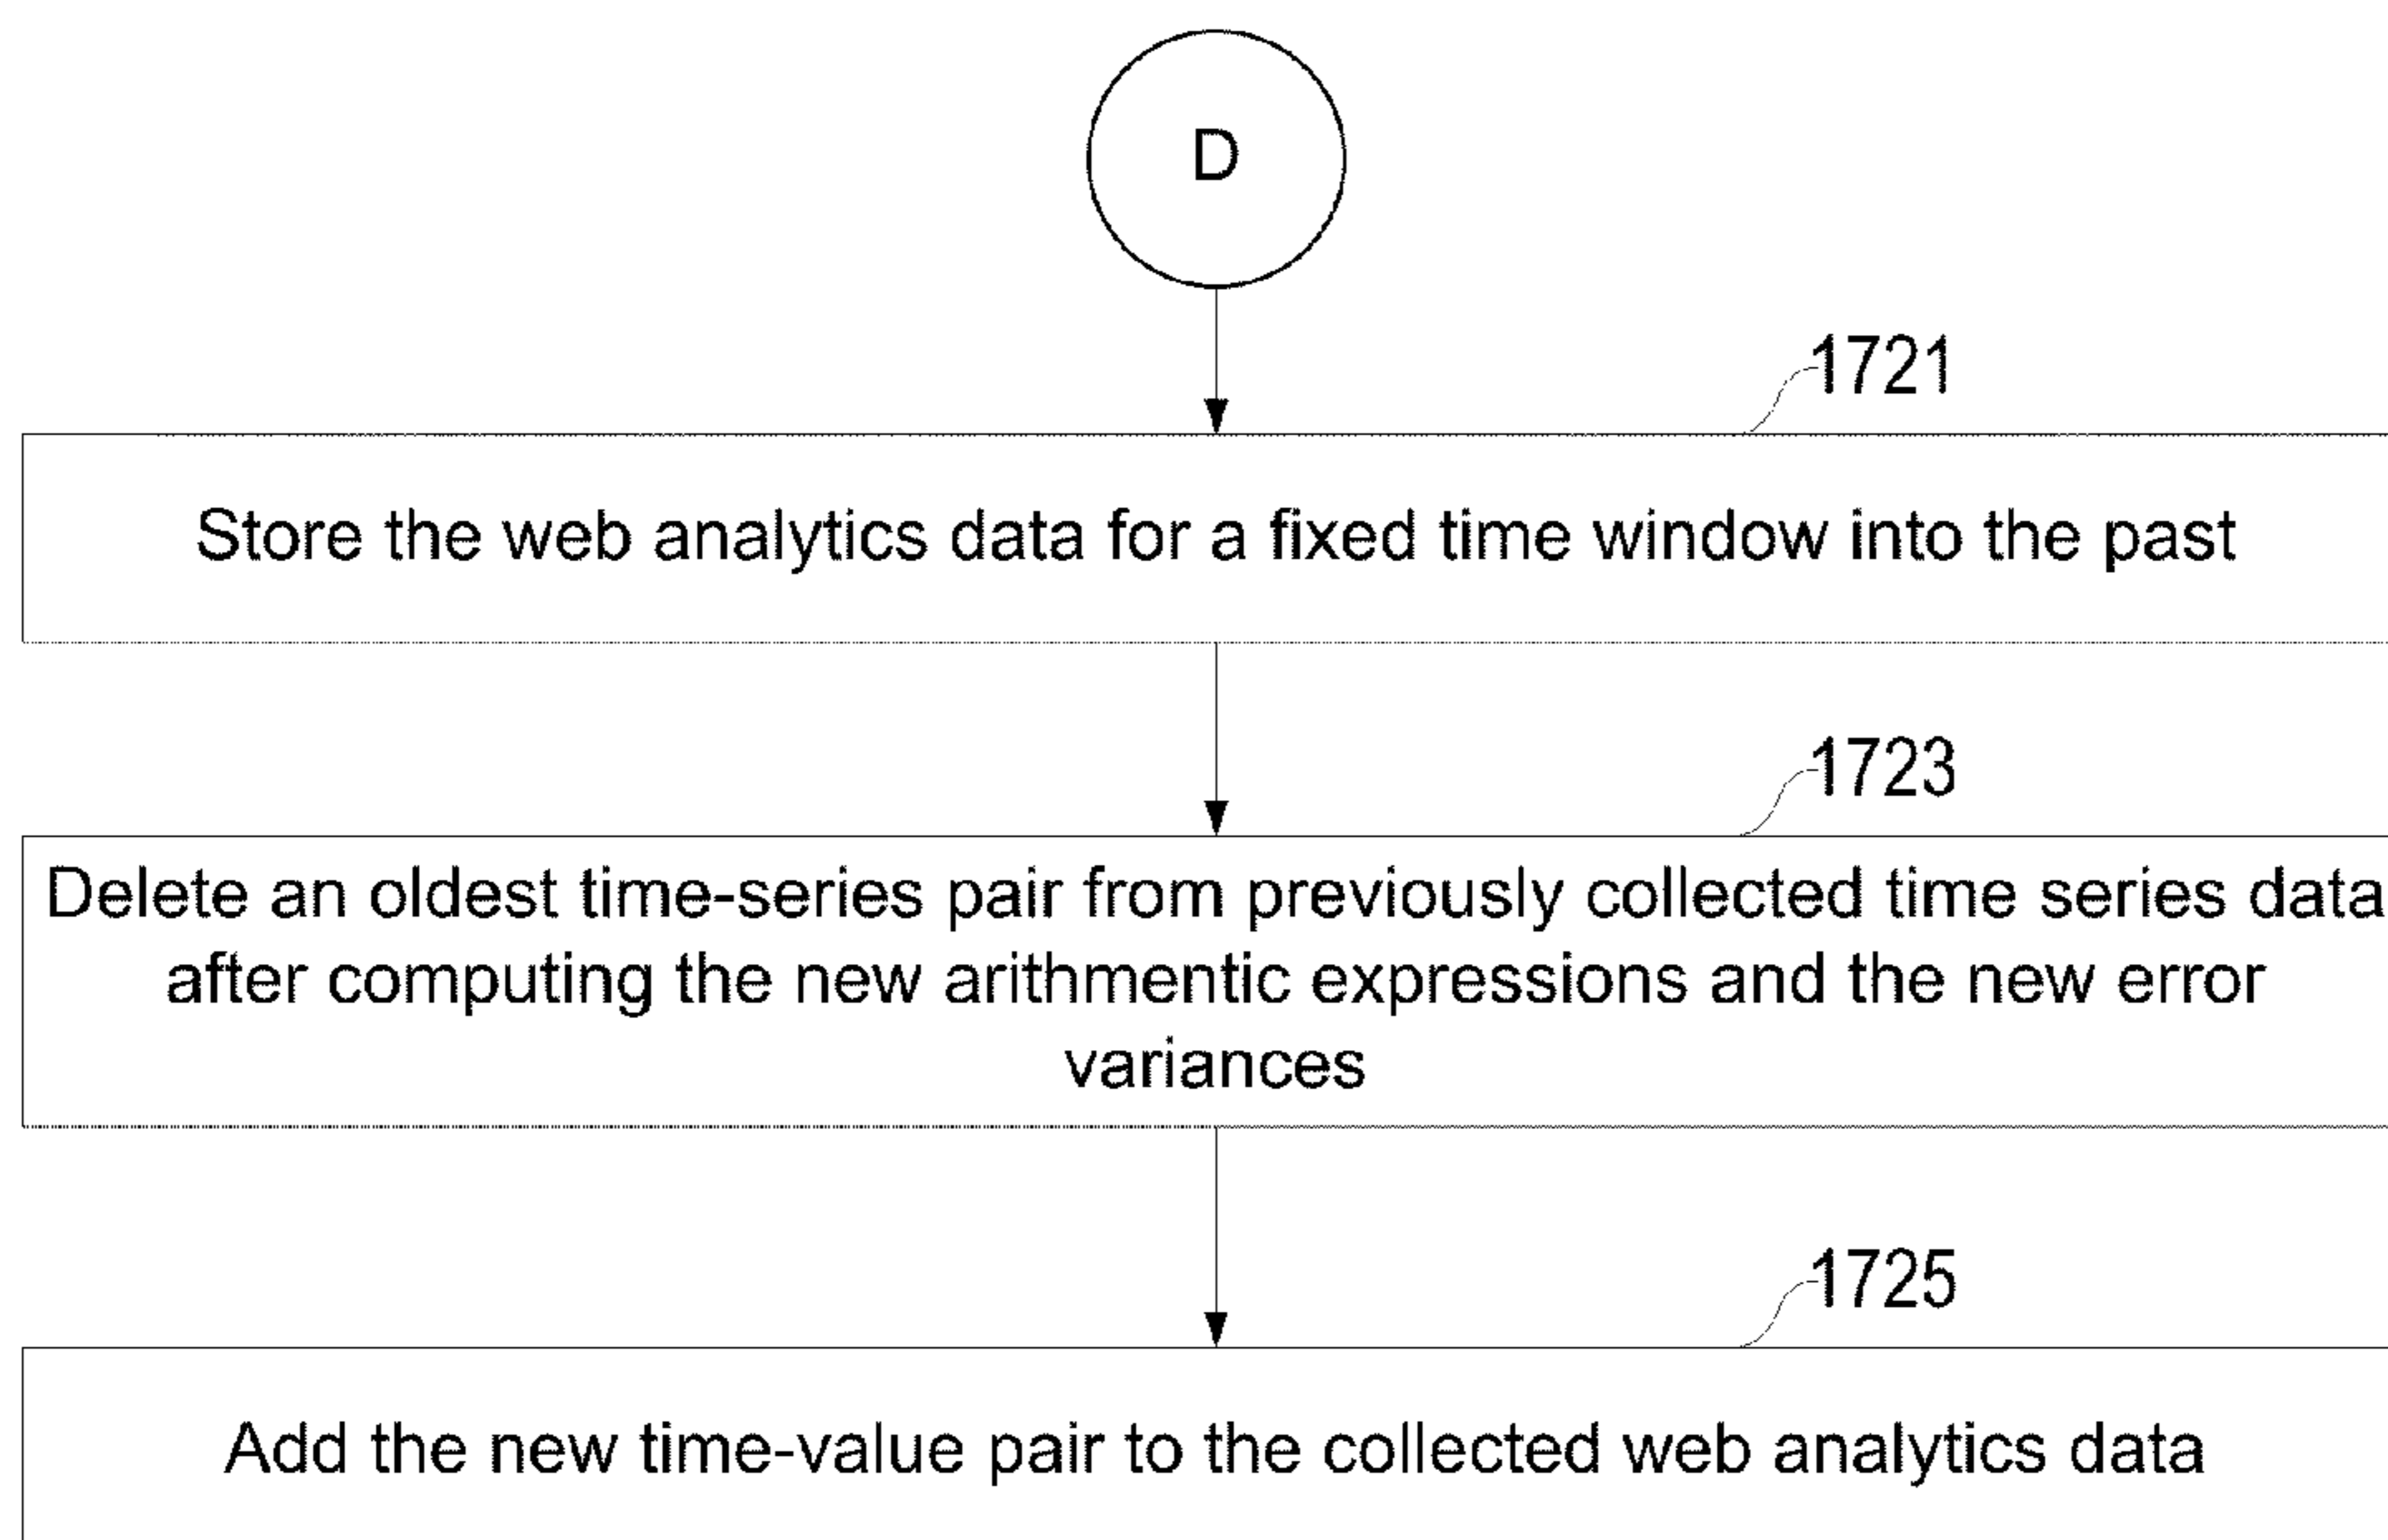 D
1721
Store the web analytics data for a fixed time window into the past
1723
Delete an oldest time-series pair from previously collected time series data
after computing the new arithmentic expressions and the new error
variances
1725
Add the new time-value pair to the collected web analytics data